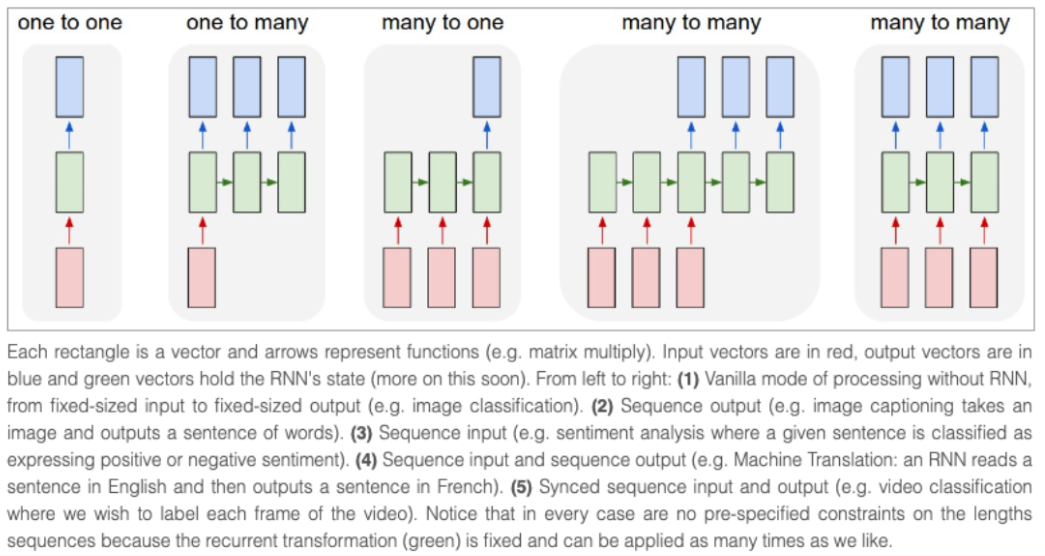 one to one one to many many to one many to many many to many
Each rectangle is a vector and arrows represent functions (e.g. matrix multiply). Input vectors are in red, output vectors are in
blue and green vectors hold the RNN's state (more on this soon). From left to right: (1) Vanilla mode of processing without RNN,
from fixed-sized input to fixed-sized output (e.g. image classification). (2) Sequence output (e.g. image captioning takes an
image and outputs a sentence of words). (3) Sequence input (e.g. sentiment analysis where a given sentence is classified as
expressing positive or negative sentiment). (4) Sequence input and sequence output (e.g. Machine Translation: an RNN reads a
sentence in English and then outputs a sentence in French). (5) Synced sequence input and output (e.g. video classification
where we wish to label each frame of the video). Notice that in every case are no pre-specified constraints on the lengths
sequences because the recurrent transformation (green) is fixed and can be applied as many times as we like.